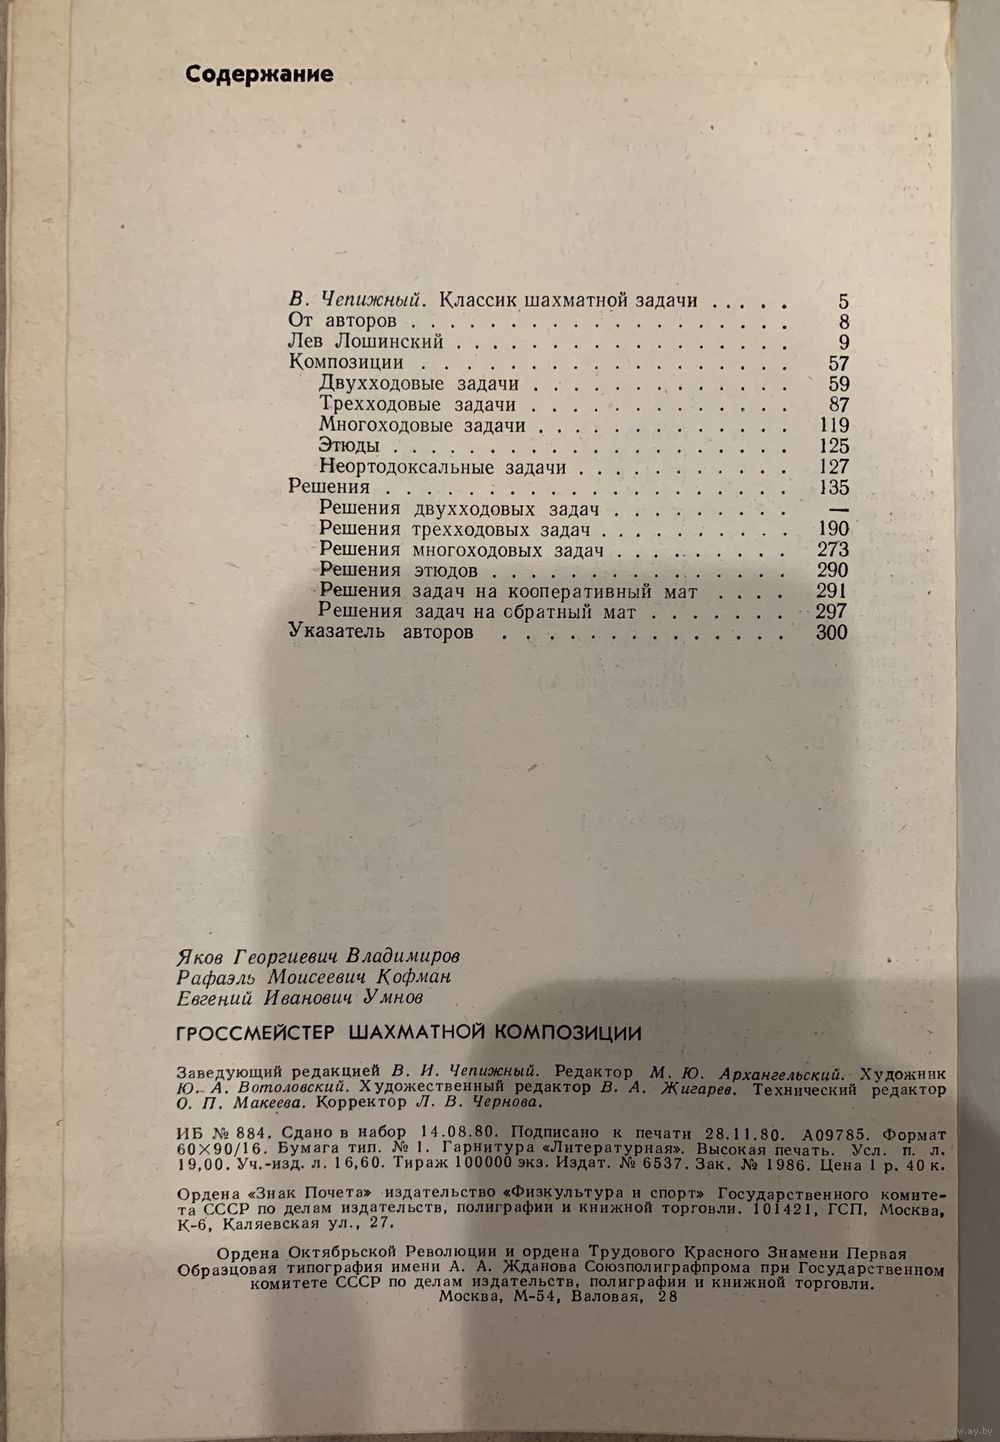 Содержание
В. Чепижный. Классик шахматной задачи . . . . . 5
От авторов . . . . . . . . . . . . . . . . . . . . 8
Лев Лошинский . . . . . . . . . . . . . . . . . . 9
Композиции . . . . . . . . . . . . . . . . . . . . 57
Двухходовые задачи . . . . . . . . . . . . . . 59
Трехходовые задачи . . . . . . . . . . . . . . 87
Многоходовые задачи . . . . . . . . . . . . . 119
Этюды . . . . . . . . . . . . . . . . . . . . . 125
Неортодоксальные задачи . . . . . . . . . . . 127
Решения . . . . . . . . . . . . . . . . . . . . . 135
Решения двухходовых задач . . . . . . . . . —
Решения трехходовых задач . . . . . . . . . . 190
Решения многоходовых задач . . . . . . . . . 273
Решения этюдов . . . . . . . . . . . . . . . . 290
Решения задач на кооперативный мат . . . . 291
Решения задач на обратный мат . . . . . . . 297
Указатель авторов . . . . . . . . . . . . . . 300
Яков Георгиевич Владимиров
Рафаэль Моисеевич Кофман
Евгений Иванович Умнов
ГРОССМЕЙСТЕР ШАХМАТНОЙ КОМПОЗИЦИИ
Заведующий редакцией В. И. Чепижный. Редактор М. Ю. Архангельский. Художник
Ю. А. Вотоловский. Художественный редактор В. А. Жигарев. Технический редактор
О. П. Макеева. Корректор Л. В. Чернова.
ИБ № 884. Сдано в набор 14.08.80. Подписано к печати 28.11.80. А09785. Формат
60×90/16. Бумага тип. № 1. Гарнитура «Литературная». Высокая печать. Усл. п. л.
19,00. Уч.-изд. л. 16,60. Тираж 100000 экз. Издат. № 6537. Зак. № 1986. Цена 1 р. 40 к.
Ордена «Знак Почета» издательство «Физкультура и спорт» Государственного комите-
та СССР по делам издательств, полиграфии и книжной торговли. 101421, ГСП, Москва,
К-6, Каляевская ул., 27.
Ордена Октябрьской Революции и ордена Трудового Красного Знамени Первая
Образцовая типография имени А. А. Жданова Союзполиграфпрома при Государственном
комитете СССР по делам издательств, полиграфии и книжной торговли.
Москва, М-54, Валовая, 28
www.ay.by